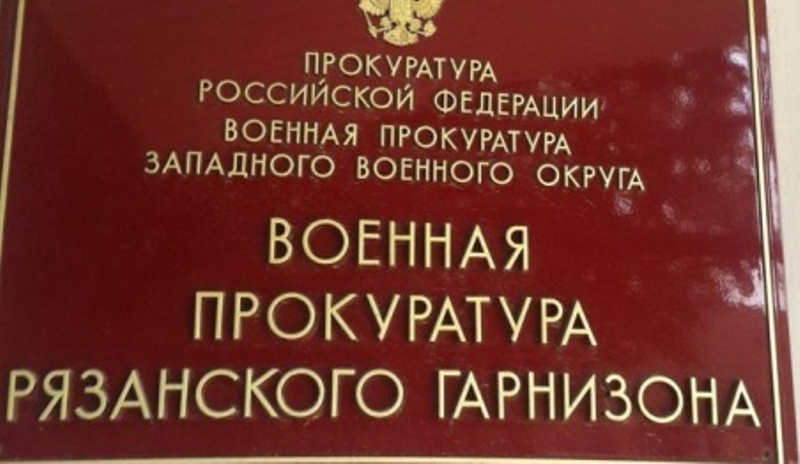 ПРОКУРАТУРА
РОССИЙСКОЙ ФЕДЕРАЦИИ
ВОЕННАЯ ПРОКУРАТУРА
ЗАПАДНОГО ВОЕННОГО ОКРУГА
ВОЕННАЯ
ПРОКУРАТУРА
РЯЗАНСКОГО ГАРНИЗОНА